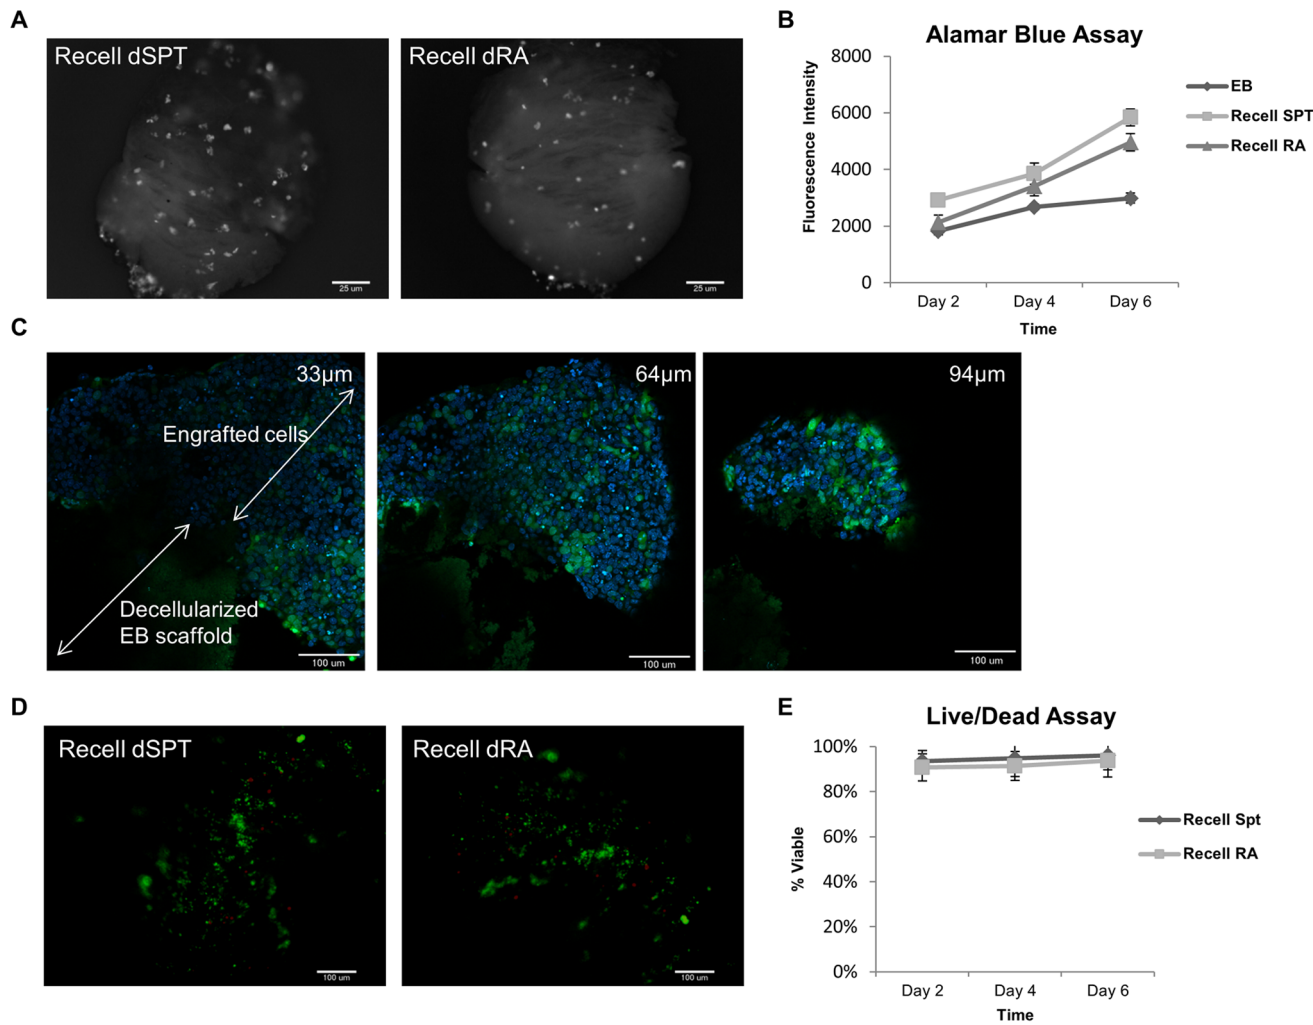 A
Recell dSPT
25 um
Recell dRA
25 um
B
Alamar Blue Assay
Fluorescence Intensity
8000
6000
4000
2000
0
Day 2
Day 4
Day 6
Time
EB
Recell SPT
Recell RA
C
33µm
Engrafted cells
Decellularized
EB scaffold
100 um
64µm
100 um
94µm
100 um
D
Recell dSPT
100 um
Recell dRA
100 um
E
Live/Dead Assay
% Viable
100%
80%
60%
40%
20%
0%
Day 2
Day 4
Day 6
Time
Recell Spt
Recell RA